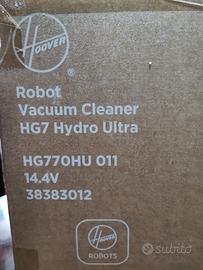 HOOVER
Robot
Vacuum Cleaner
HG7 Hydro Ultra
HG770HU 011
14.4V
38383012
HOOVER
ROBOTS
subito